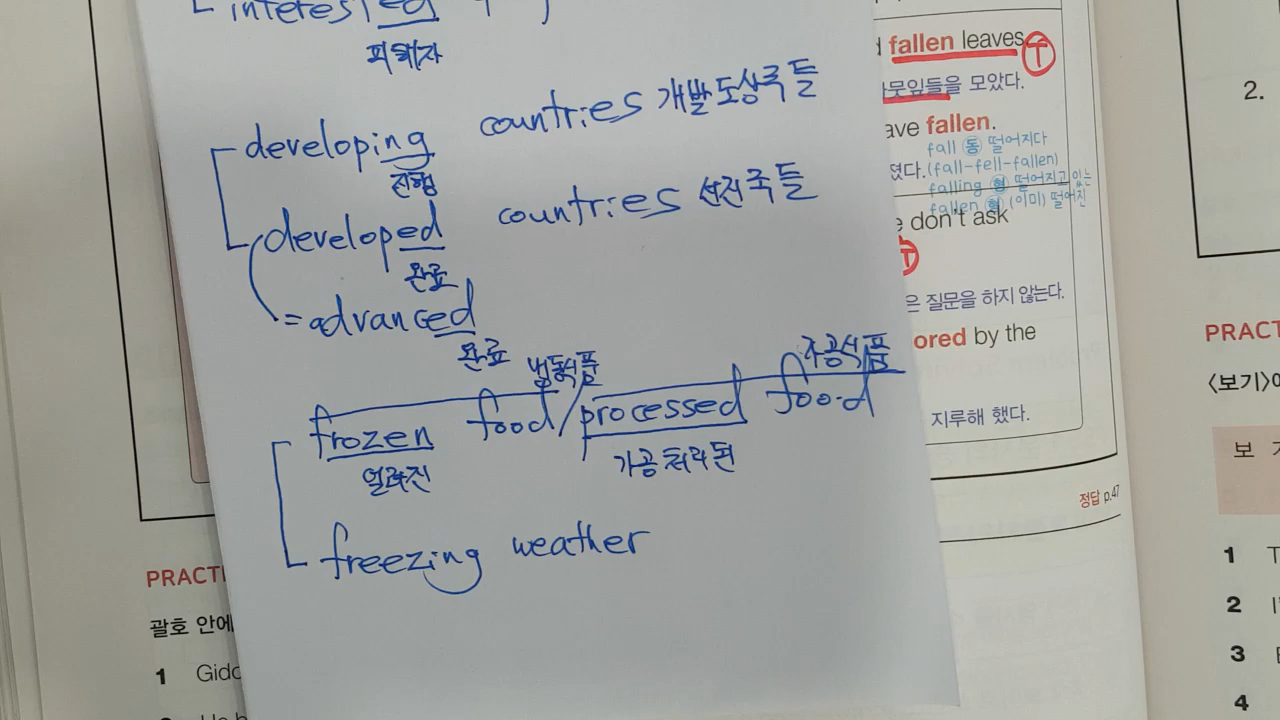 interested
피해자
developing countries 개발도상국들
진행
developed countries 선진국들
완료
= advanced
완료
냉동식품 가공식품
frozen food/processed food
얼려진 가공처리된
freezing weather
fallen leaves T
뭇잎들을 모았다.
ave fallen.
fall 동 떨어지다
였다.(fall-fell-fallen)
falling 형 떨어지고 있는
fallen 형 (이미) 떨어진
e don't ask
T
은 질문을 하지 않는다.
ored by the
지루해 했다.
정답 p.47
PRACTI
괄호 안에
1 Gido
2.
PRACTI
〈보기〉에
보 기
1 T
2 I
3
4